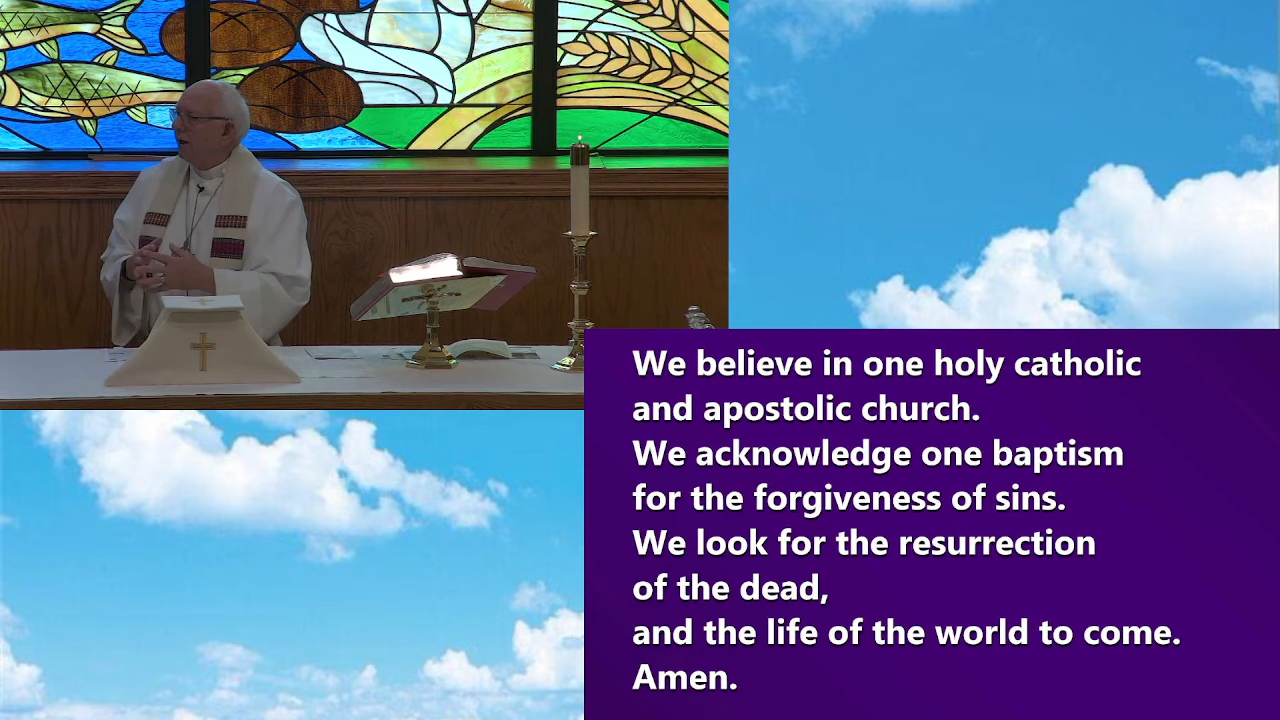 We believe in one holy catholic
and apostolic church.
We acknowledge one baptism
for the forgiveness of sins.
We look for the resurrection
of the dead,
and the life of the world to come.
Amen.